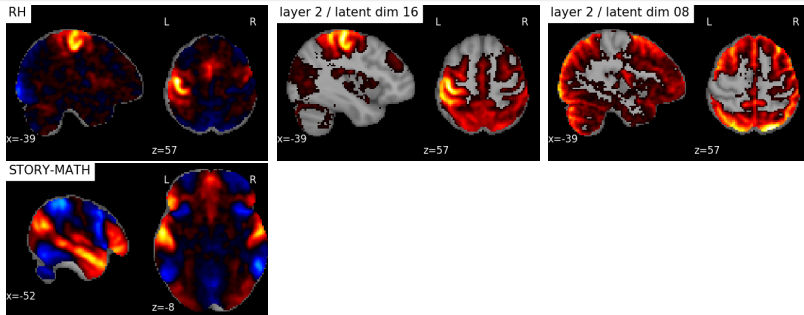 RH
L R
x=-39
z=57
layer 2 / latent dim 16
L R
x=-39
z=57
layer 2 / latent dim 08
L R
x=-39
z=57
STORY-MATH
L R
x=-52
z=-8